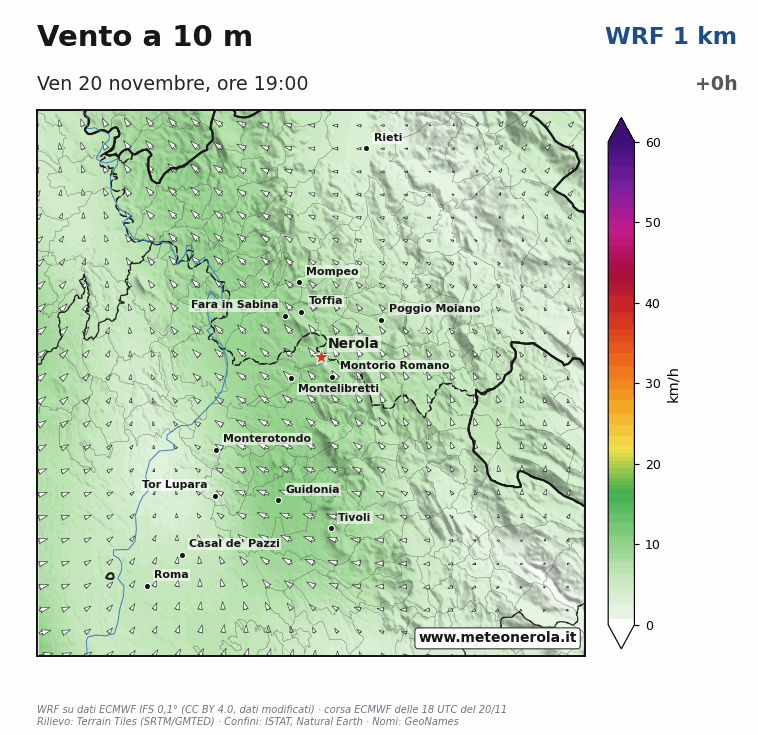 Vento a 10 m
WRF 1 km
Ven 20 novembre, ore 19:00
+0h
Rieti
Mompeo
Fara in Sabina
Toffia
Poggio Moiano
Nerola
Montorio Romano
Montelibretti
Monterotondo
Tor Lupara
Guidonia
Tivoli
Casal de' Pazzi
Roma
www.meteonerola.it
60
50
40
30
20
10
0
km/h
WRF su dati ECMWF IFS 0,1° (CC BY 4.0, dati modificati) · corsa ECMWF delle 18 UTC del 20/11
Rilievo: Terrain Tiles (SRTM/GMTED) · Confini: ISTAT, Natural Earth · Nomi: GeoNames